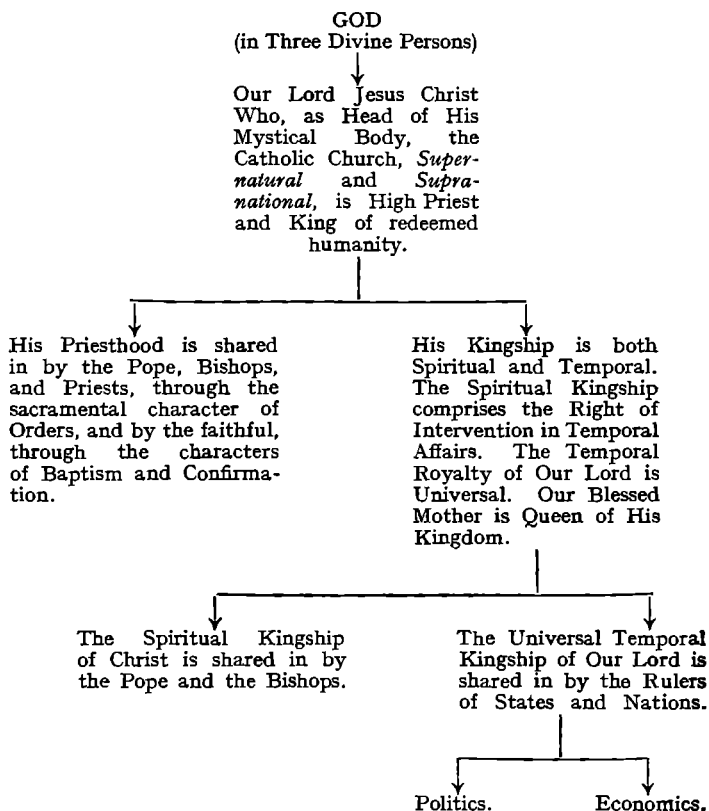 GOD
(in Three Divine Persons)
Our Lord Jesus Christ
Who, as Head of His
Mystical Body, the
Catholic Church, Super-
natural and Supra-
national, is High Priest
and King of redeemed
humanity.
His Priesthood is shared
in by the Pope, Bishops,
and Priests, through the
sacramental character of
Orders, and by the faithful,
through the characters
of Baptism and Confirma-
tion.
His Kingship is both
Spiritual and Temporal.
The Spiritual Kingship
comprises the Right of
Intervention in Temporal
Affairs. The Temporal
Royalty of Our Lord is
Universal. Our Blessed
Mother is Queen of His
Kingdom.
The Spiritual Kingship
of Christ is shared in by
the Pope and the Bishops.
The Universal Temporal
Kingship of Our Lord is
shared in by the Rulers
of States and Nations.
Politics.
Economics.